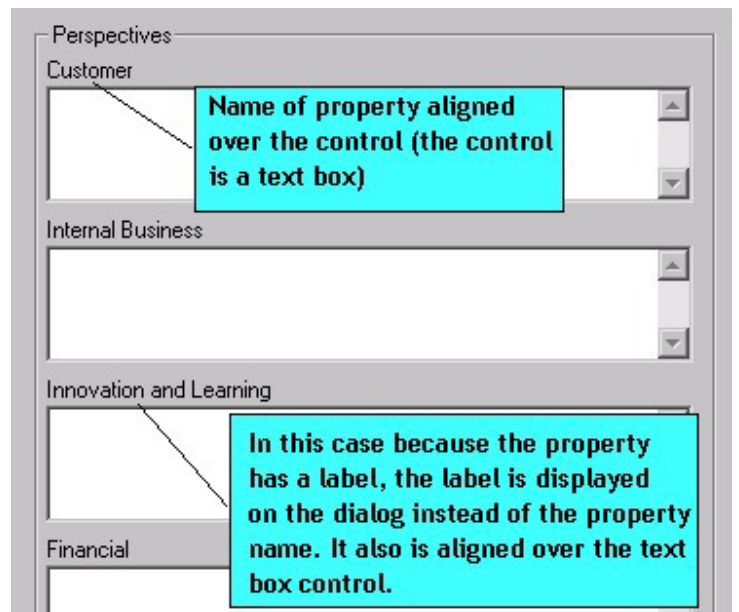 Perspectives
Customer
Name of property aligned
over the control (the control
is a text box)
Internal Business
Innovation and Learning
In this case because the property
has a label, the label is displayed
on the dialog instead of the property
name. It also is aligned over the text
box control.
Financial